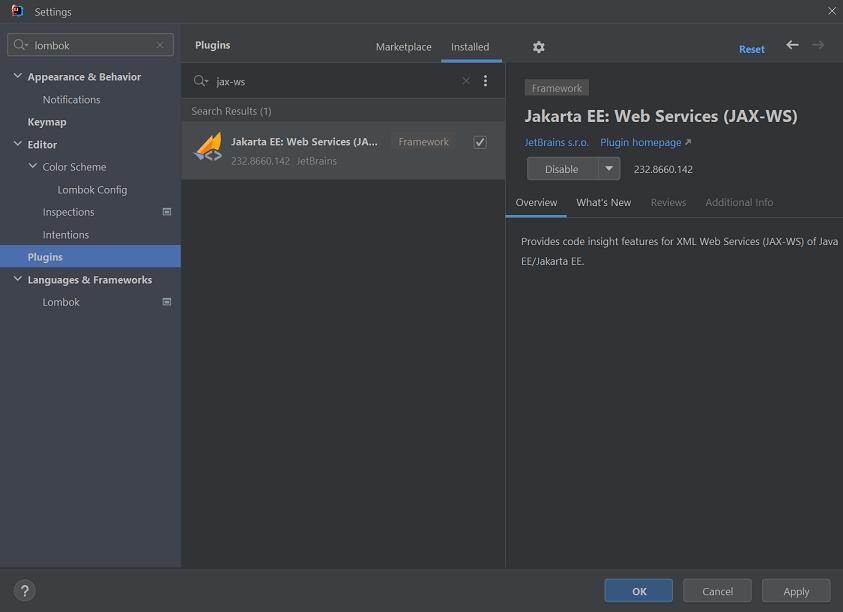 Settings
lombok
Appearance & Behavior
Notifications
Keymap
Editor
Color Scheme
Lombok Config
Inspections
Intentions
Plugins
Languages & Frameworks
Lombok
Plugins
Marketplace
Installed
Reset
jax-ws
Search Results (1)
Jakarta EE: Web Services (JA... Framework
232.8660.142 JetBrains
Framework
Jakarta EE: Web Services (JAX-WS)
JetBrains s.r.o. Plugin homepage ↗
Disable 232.8660.142
Overview What's New Reviews Additional Info
Provides code insight features for XML Web Services (JAX-WS) of Java
EE/Jakarta EE.
?
OK Cancel Apply